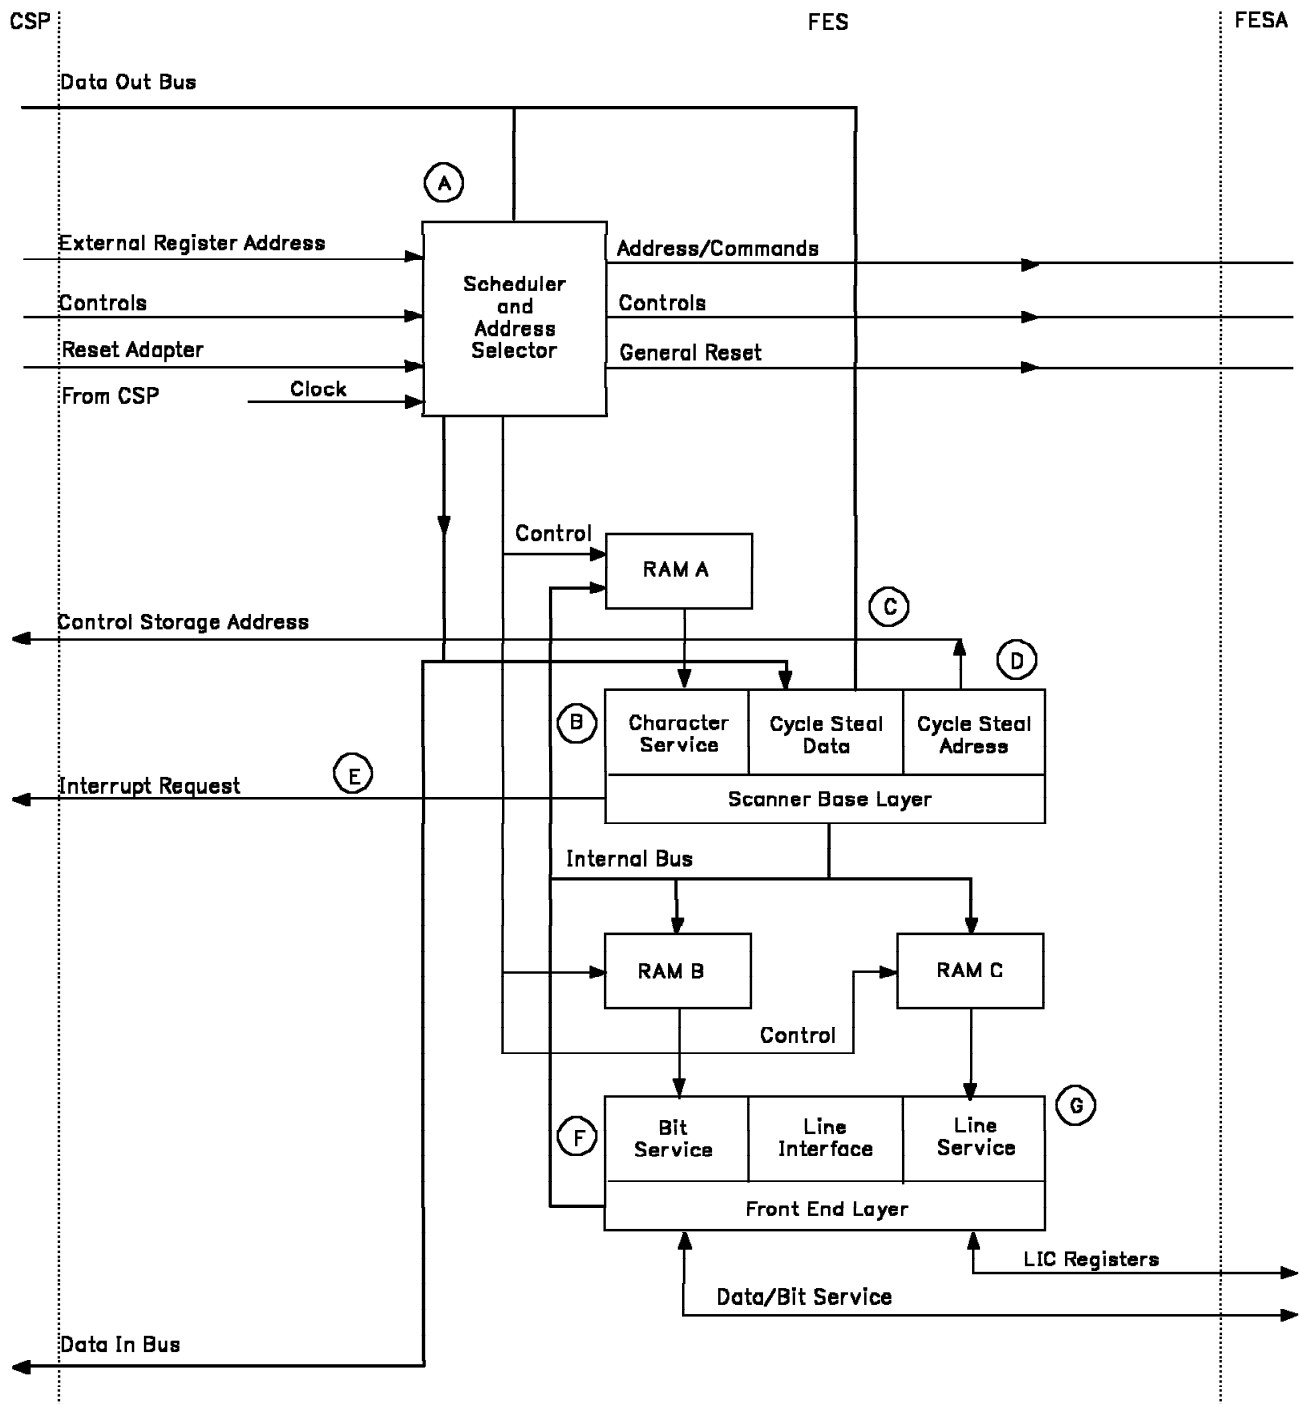 CSP
FES
FESA
Data Out Bus
A
External Register Address
Controls
Reset Adapter
From CSP
Clock
Scheduler
and
Address
Selector
Address/Commands
Controls
General Reset
Control
RAM A
C
Control Storage Address
D
B
Character
Service
Cycle Steal
Data
Cycle Steal
Adress
E
Interrupt Request
Scanner Base Layer
Internal Bus
RAM B
RAM C
Control
G
F
Bit
Service
Line
Interface
Line
Service
Front End Layer
LIC Registers
Data/Bit Service
Data In Bus